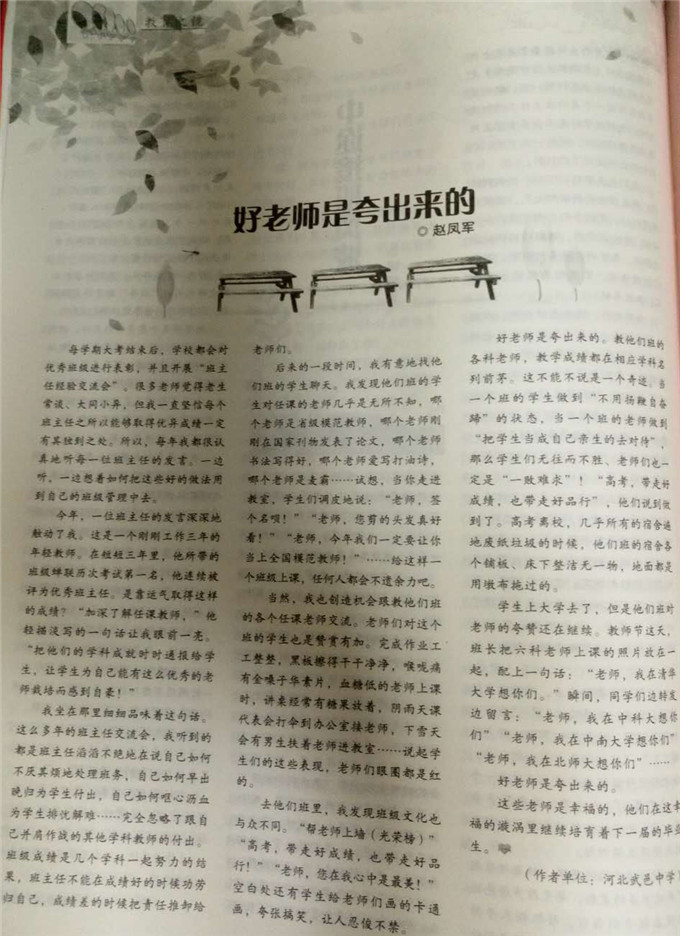 教育之镜
好老师是夸出来的
◎赵凤军
每学期大考结束后，学校都会对
优秀班级进行表彰，并且开展“班主
任经验交流会”，很多老师觉得老生
常谈、大同小异，但我一直坚信每个
班主任之所以能够取得优异成绩一定
有其独到之处。所以，每年我都很认
真地听每一位班主任的发言。一边
听，一边想着如何把这些好的做法用
到自己的班级管理中去。
今年，一位班主任的发言深深地
触动了我。这是一个刚刚工作三年的
年轻教师。在短短三年里，他所带的
班级蝉联历次考试第一名，他连续被
评为优秀班主任。是靠运气取得这样
的成绩？“加深了解任课教师，”他
轻描淡写的一句话让我眼前一亮。
“把他们的学科成就时时通报给学
生，让学生为自己能有这么优秀的老
师栽培而感到自豪！”
我坐在那里细细品味着这句话。
这么多年的班主任交流会，我听到的
都是班主任滔滔不绝地在说自己如何
不厌其烦地处理班务，自己如何早出
晚归为学生付出，自己如何呕心沥血
为学生排忧解难……完全忽略了跟自
己并肩作战的其他学科教师的付出。
班级成绩是几个学科一起努力的结
果，班主任不能在成绩好的时候功劳
归自己，成绩差的时候把责任推卸给
老师们。
后来的一段时间，我有意地找他
们班的学生聊天。我发现他们班的学
生对任课的老师几乎是无所不知，哪
个老师是省级模范教师，哪个老师刚
刚在国家刊物发表了论文，哪个老师
书法写得好，哪个老师爱写打油诗，
哪个老师是麦霸……试想，当你走进
教室，学生们调皮地说：“老师，签
个名呗！”“老师，您剪的头发真好
看！”“老师，今年我们一定要让你
当上全国模范教师！”……给这样一
个班级上课，任何人都会不遗余力吧。
当然，我也创造机会跟教他们班
的各个任课老师交流。老师们对这个
班的学生也是赞赏有加。完成作业工
工整整，黑板擦得干干净净，喉咙痛
有金嗓子华素片，血糖低的老师上课
时，讲桌经常有糖果放着，阴雨天课
代表会打伞到办公室接老师，下雪天
会有男生扶着老师进教室……说起学
生们的这些表现，老师们眼圈都是红
的。
去他们班里，我发现班级文化也
与众不同。“帮老师上墙（光荣榜）”
“高考，带走好成绩，也带走好品
行！”“老师，您在我心中是最美！”
空白处还有学生给老师们画的卡通
画，夸张搞笑，让人忍俊不禁。
好老师是夸出来的。教他们班的
各科老师，教学成绩都在相应学科名
列前茅。这不能不说是一个奇迹。当
一个班的学生做到“不用扬鞭自奋
蹄”的状态，当一个班的老师做到
“把学生当成自己亲生的去对待”，
那么学生们无往而不胜、老师们也一
定是“一败难求”！“高考，带走好
成绩，也带走好品行”，他们说到做
到了。高考离校，几乎所有的宿舍遍
地废纸垃圾的时候，他们班的宿舍各
个铺板、床下整洁无一物，地面都是
用墩布拖过的。
学生上大学去了，但是他们班对
老师的夸赞还在继续。教师节这天，
班长把六科老师上课的照片放在一
起，配上一句话：“老师，我在清华
大学想你们。”瞬间，同学们边转发
边留言：“老师，我在中科大想你
们”“老师，我在中南大学想你们”
“老师，我在北师大想你们”……
好老师是夸出来的。
这些老师是幸福的，他们在这幸
福的漩涡里继续培育着下一届的毕业
生。
（作者单位：河北武邑中学）